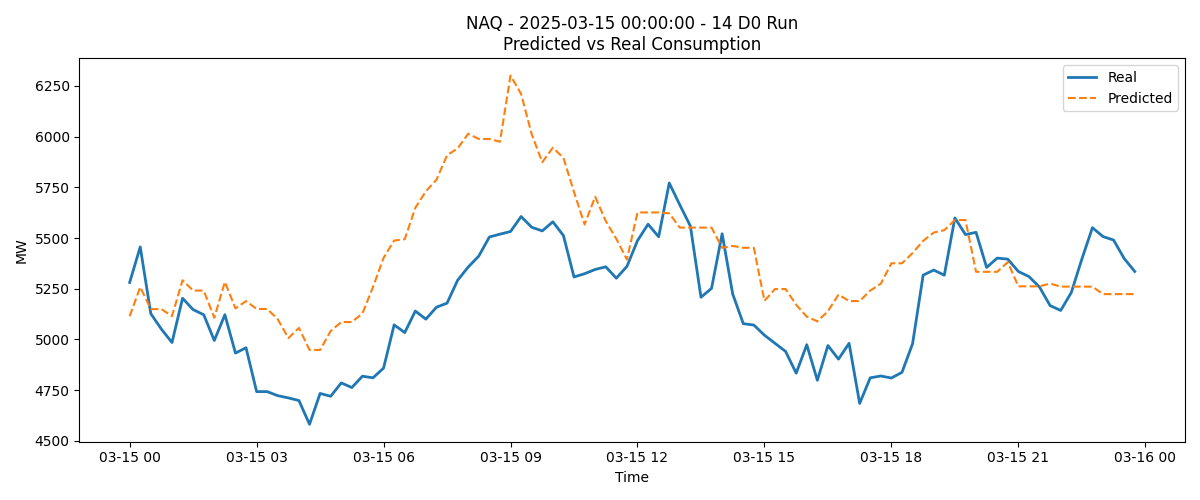 NAQ - 2025-03-15 00:00:00 - 14 D0 Run
Predicted vs Real Consumption
Real
Predicted
MW
6250
6000
5750
5500
5250
5000
4750
4500
03-15 00
03-15 03
03-15 06
03-15 09
03-15 12
03-15 15
03-15 18
03-15 21
03-16 00
Time